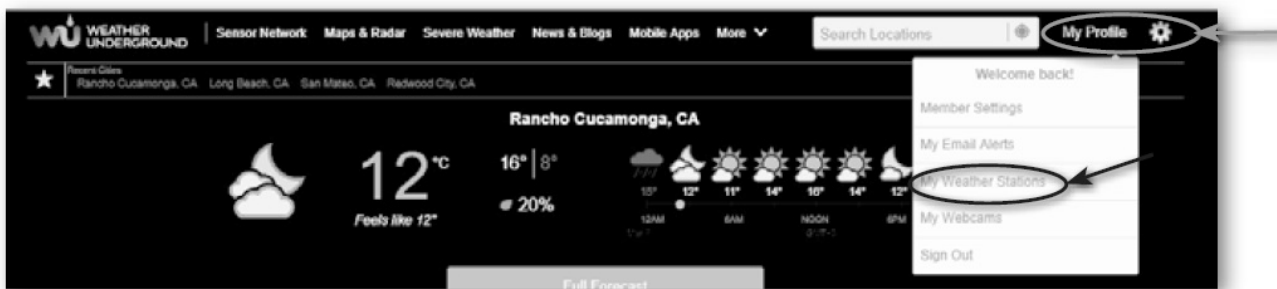 WU WEATHER UNDERGROUND Sensor Network Maps & Radar Severe Weather News & Blogs Mobile Apps More Search Locations My Profile
Recent Cities
Rancho Cucamonga, CA Long Beach, CA San Mateo, CA Redwood City, CA
Welcome back!
Member Settings
My Email Alerts
My Weather Stations
My Webcams
Sign Out
Rancho Cucamonga, CA
12°C
Feels like 12°
16° | 8°
20%
15° 12° 11° 14° 16° 14° 12°
12AM 6AM NOON 6PM
Full Forecast